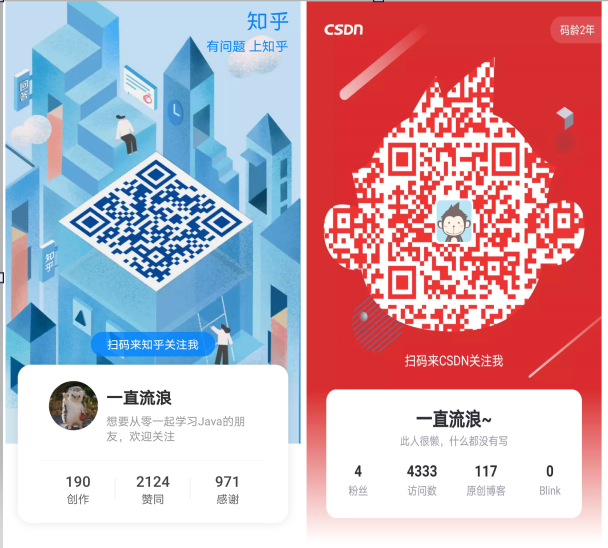 知乎
有问题 上知乎
回答
知乎
扫码来知乎关注我
一直流浪
想要从零一起学习Java的朋
友，欢迎关注
190
2124
971
创作
赞同
感谢
CSDN
码龄2年
扫码来CSDN关注我
一直流浪~
此人很懒，什么都没有写
4
4333
117
0
粉丝
访问数
原创博客
Blink